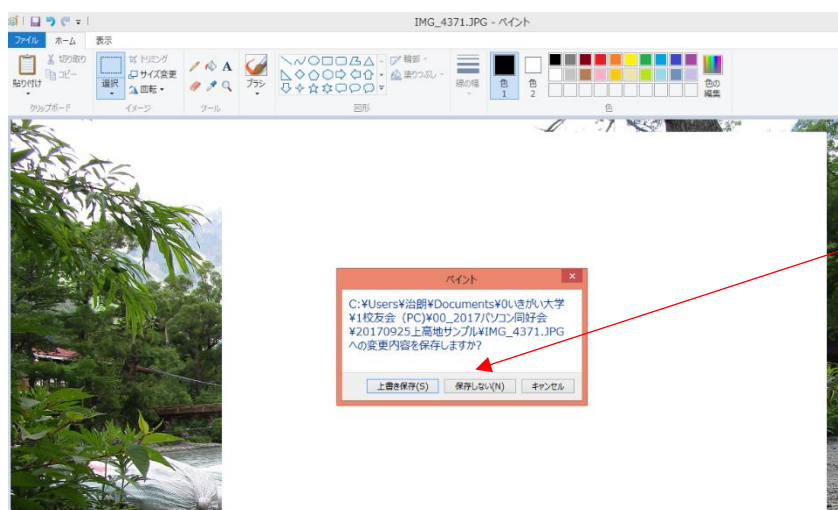 IMG_4371.JPG - ペイント
ファイル ホーム 表示
貼り付け
切り取り
コピー
クリップボード
選択
トリミング
サイズ変更
回転
イメージ
A
ツール
ブラシ
輪郭
塗りつぶし
図形
線の幅
色
1
色
2
色の
編集
色
ペイント
C:¥Users¥治朗¥Documents¥0いきがい大学
¥1校友会 (PC)¥00_2017パソコン同好会
¥20170925上高地サンプル¥IMG_4371.JPG
への変更内容を保存しますか?
上書き保存(S) 保存しない(N) キャンセル